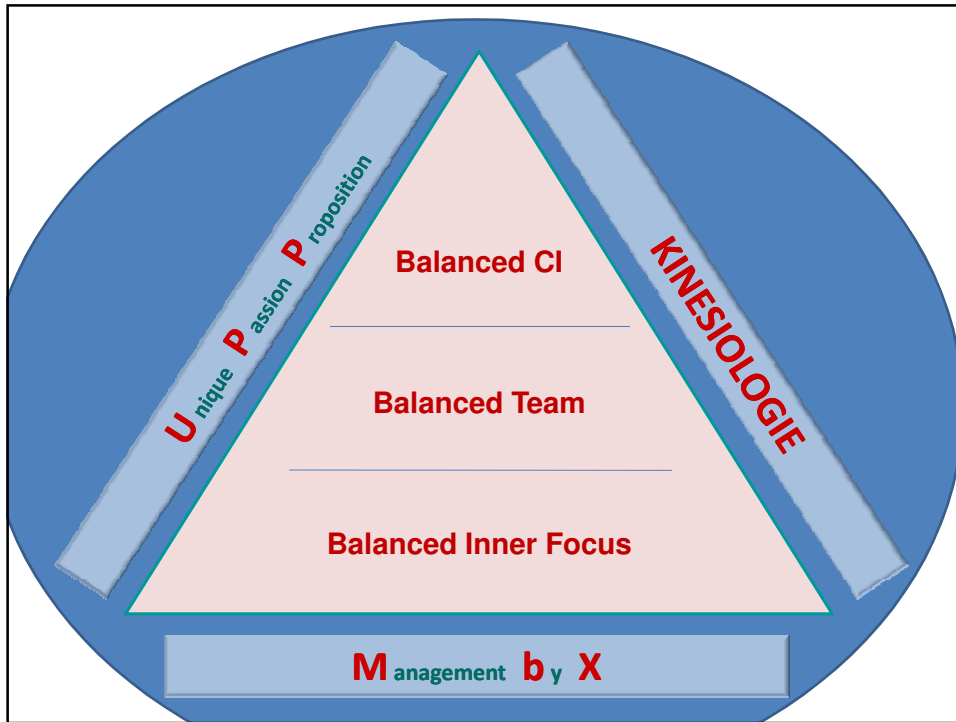 Unique Passion Proposition
KINESIOLOGIE
Balanced CI
Balanced Team
Balanced Inner Focus
Management by X